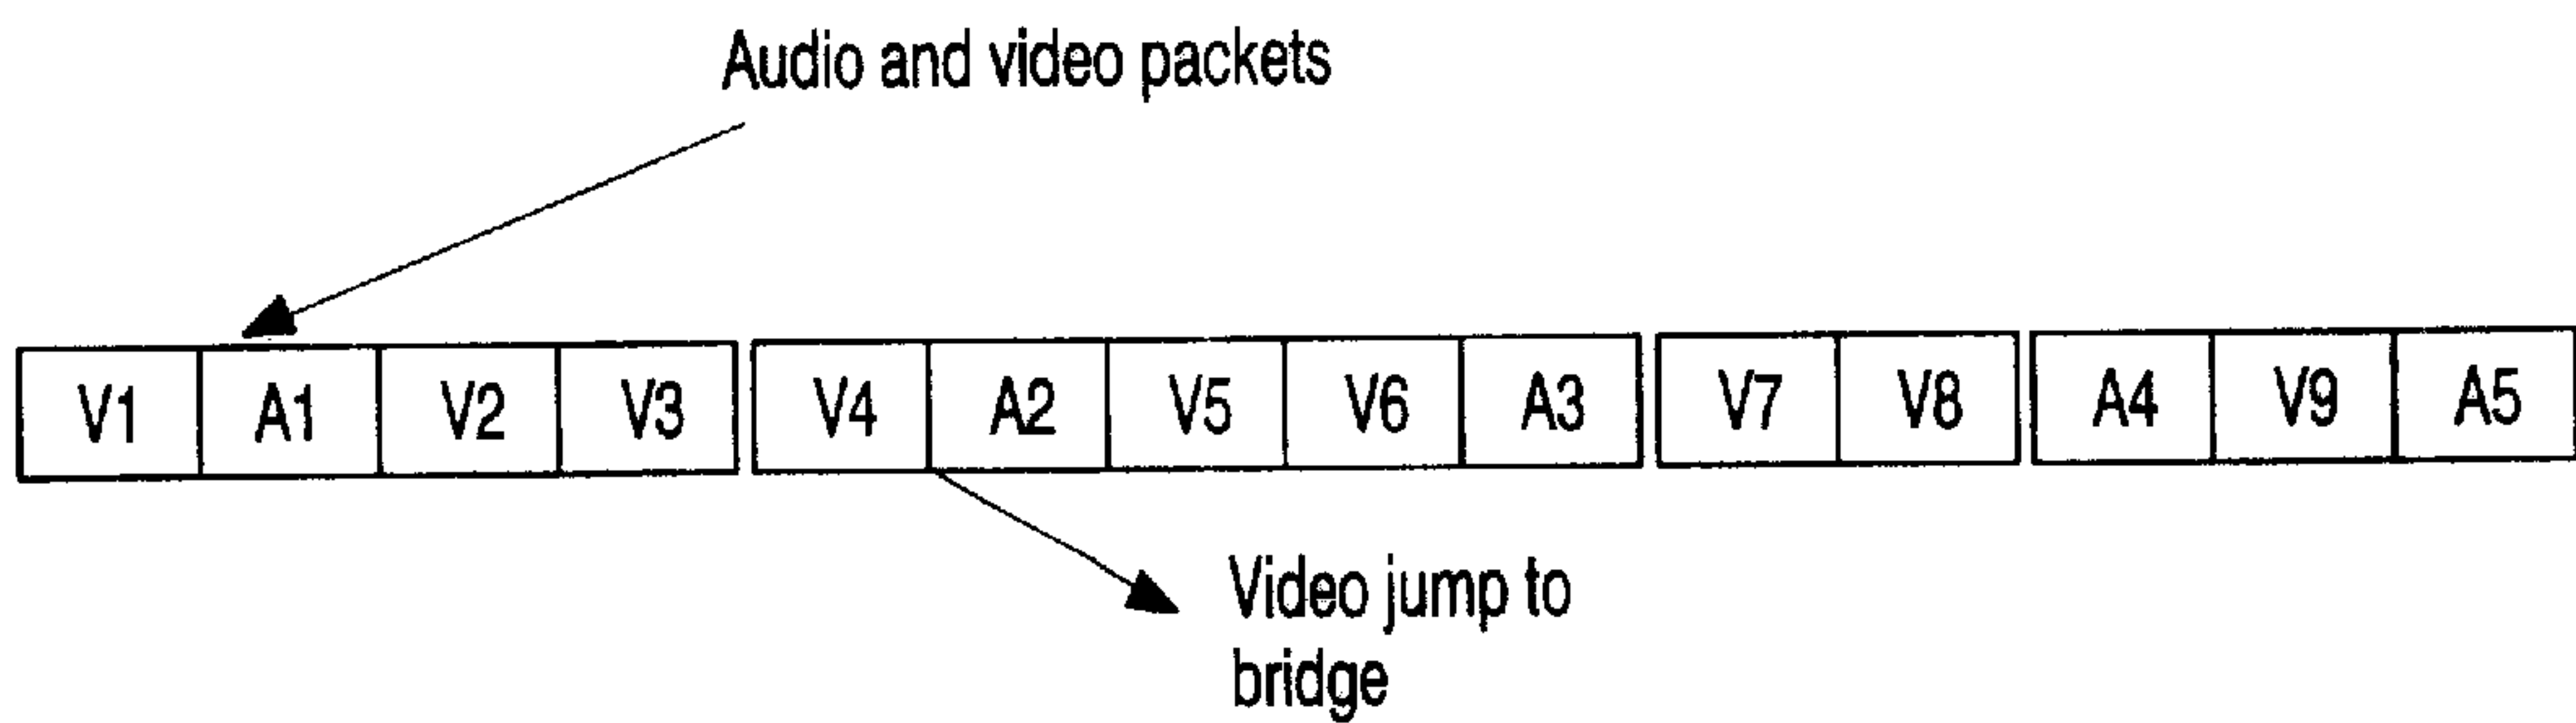 Audio and video packets
V1 A1 V2 V3 V4 A2 V5 V6 A3 V7 V8 A4 V9 A5
Video jump to
bridge